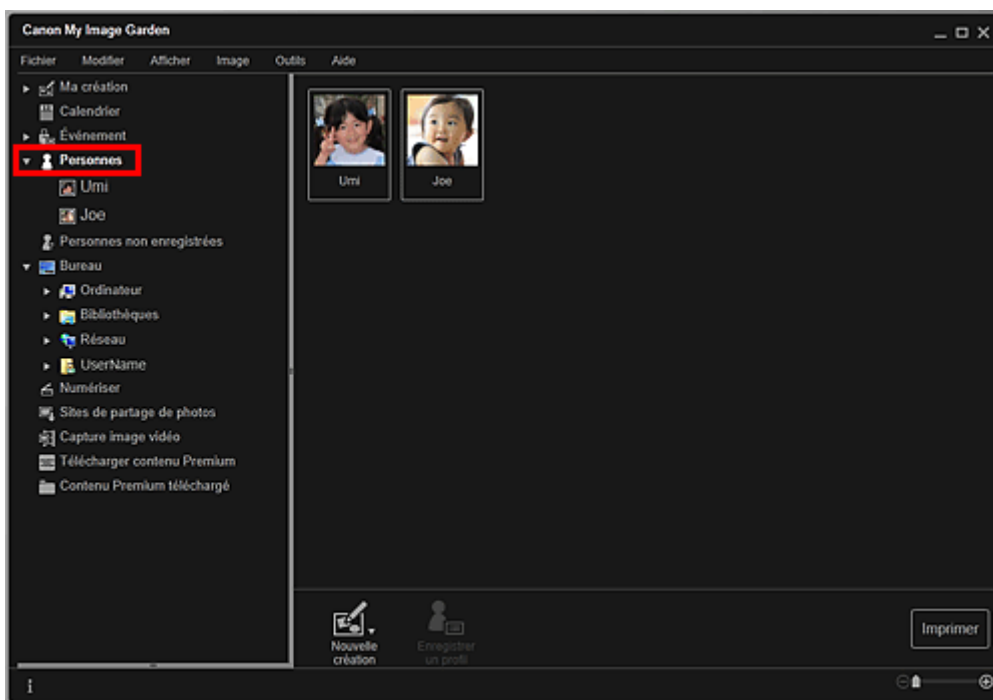 Canon My Image Garden
Fichier Modifier Afficher Image Outils Aide
Ma création
Calendrier
Événement
Personnes
Umi
Joe
Personnes non enregistrées
Bureau
Ordinateur
Bibliothèques
Réseau
UserName
Numériser
Sites de partage de photos
Capture image vidéo
Télécharger contenu Premium
Contenu Premium téléchargé
Umi Joe
Nouvelle
création
Enregistrer
un profil
Imprimer